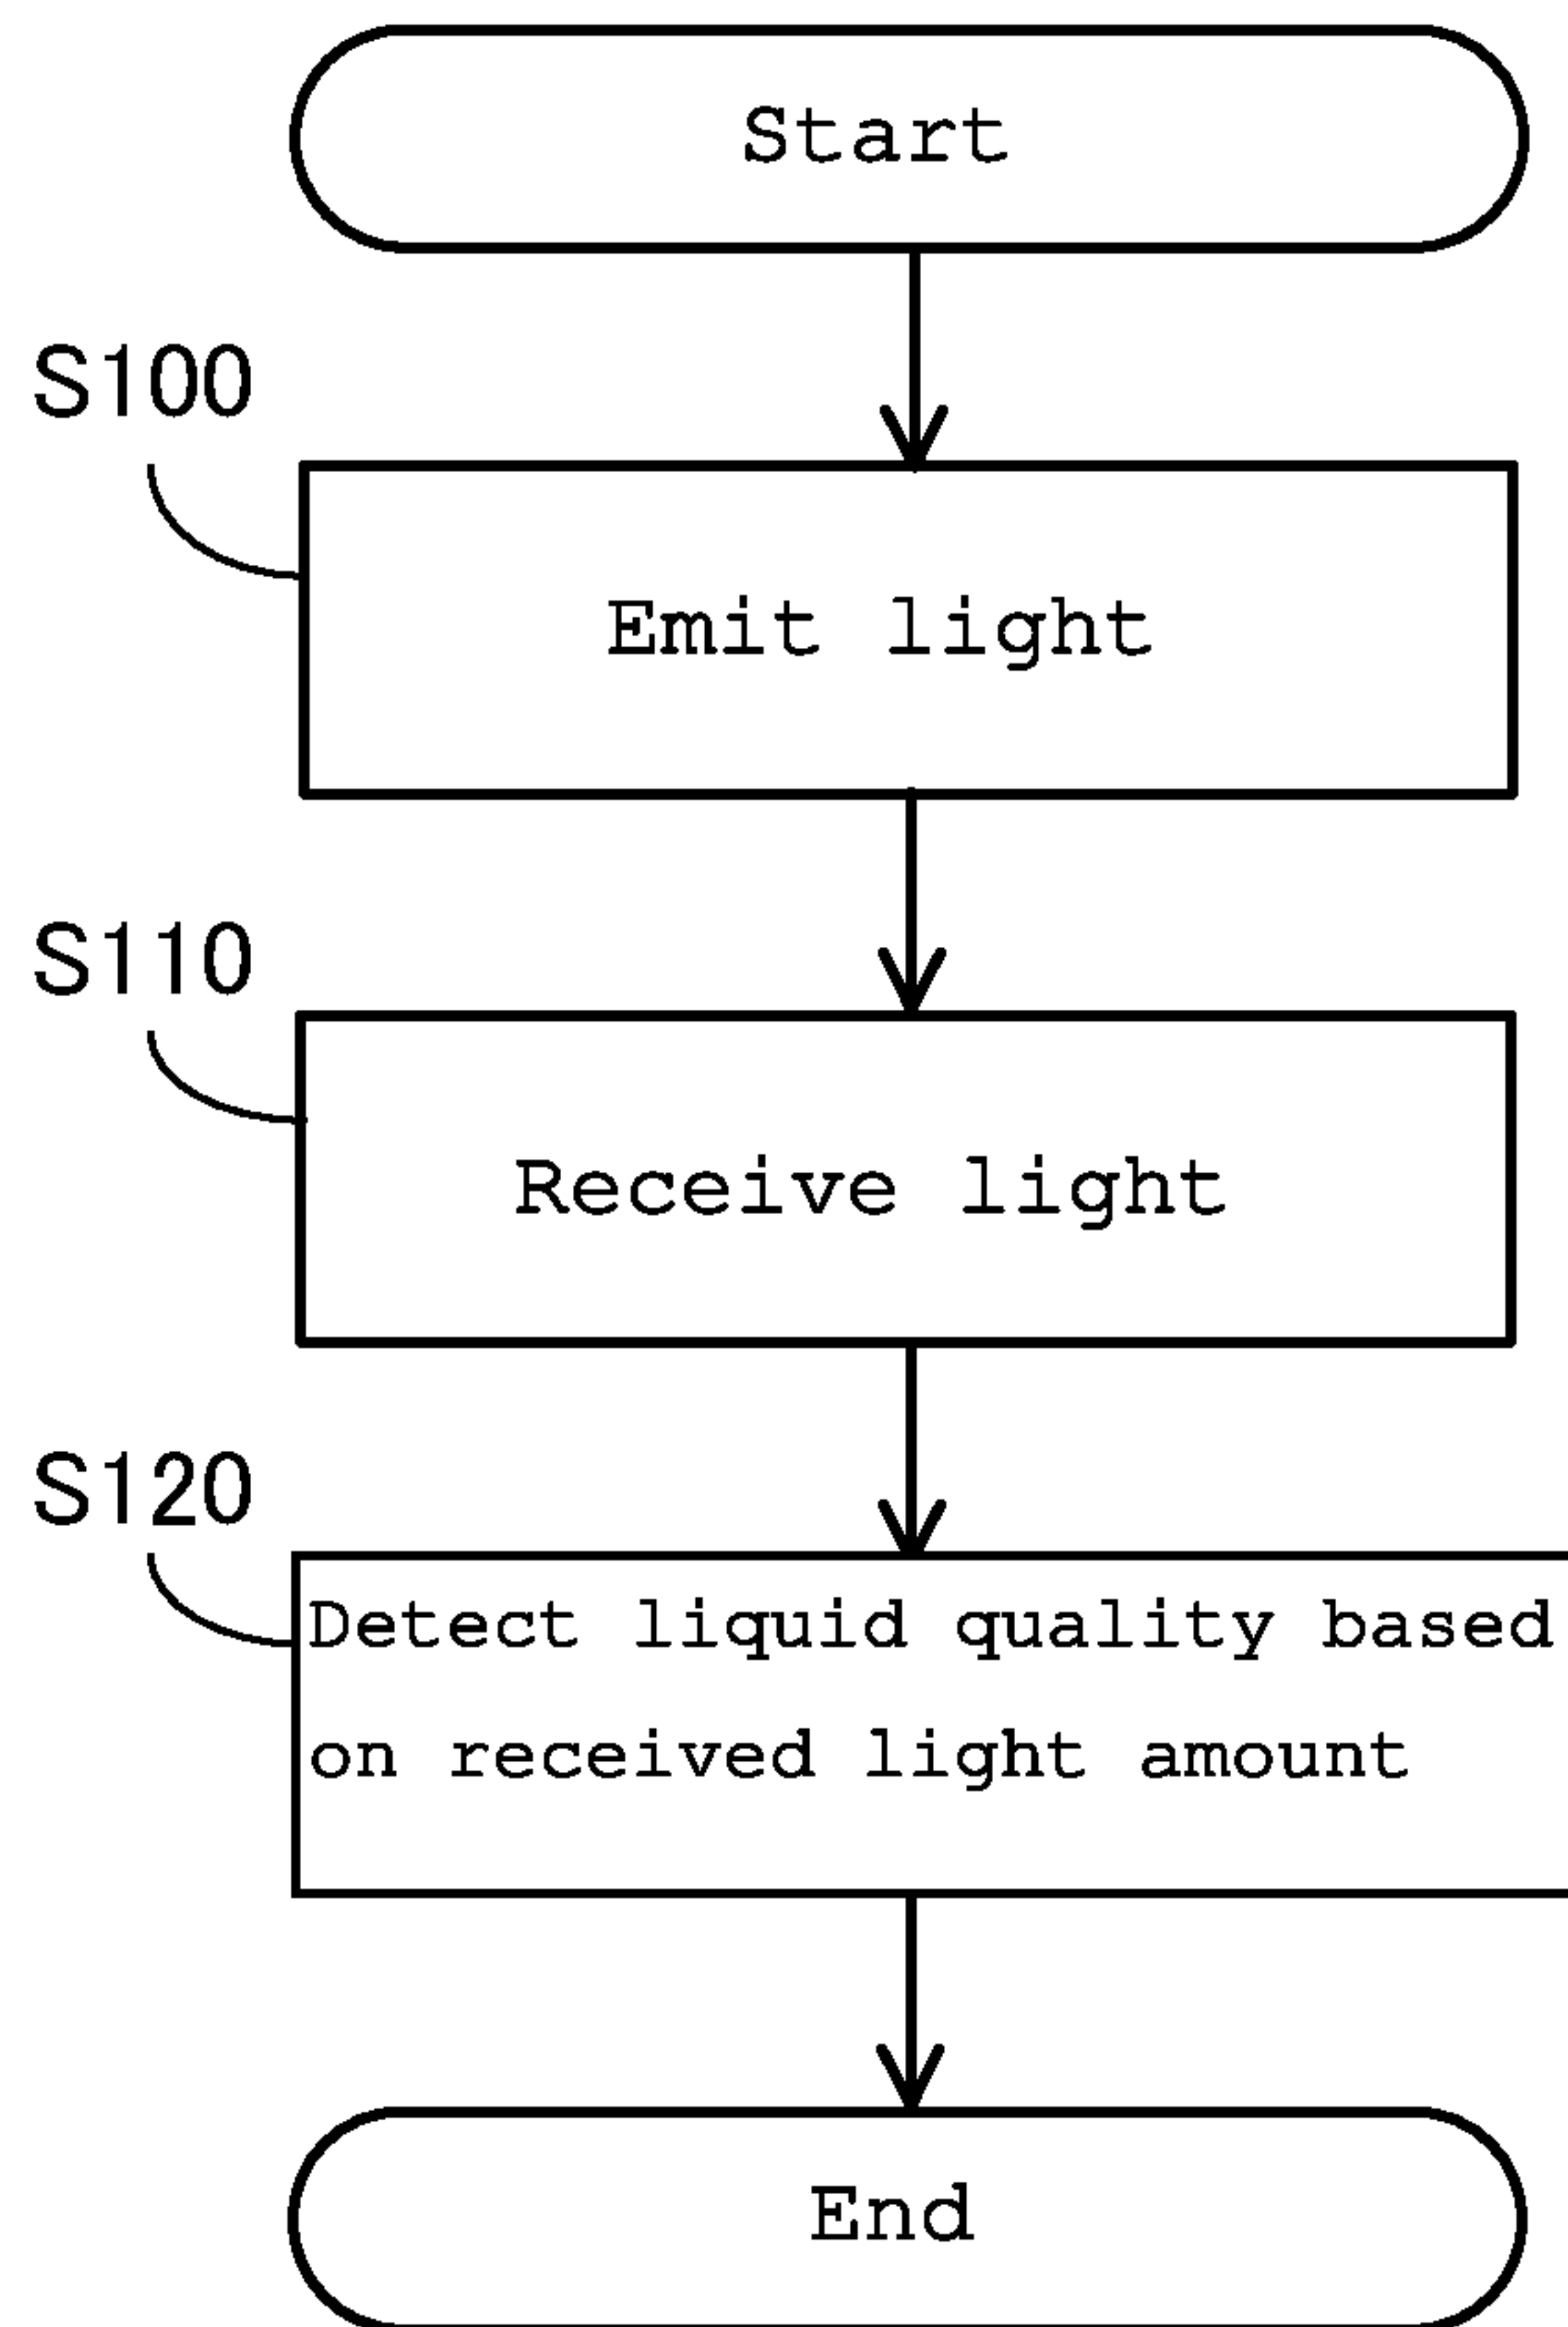 Start
S100
Emit light
S110
Receive light
S120
Detect liquid quality based
on received light amount
End